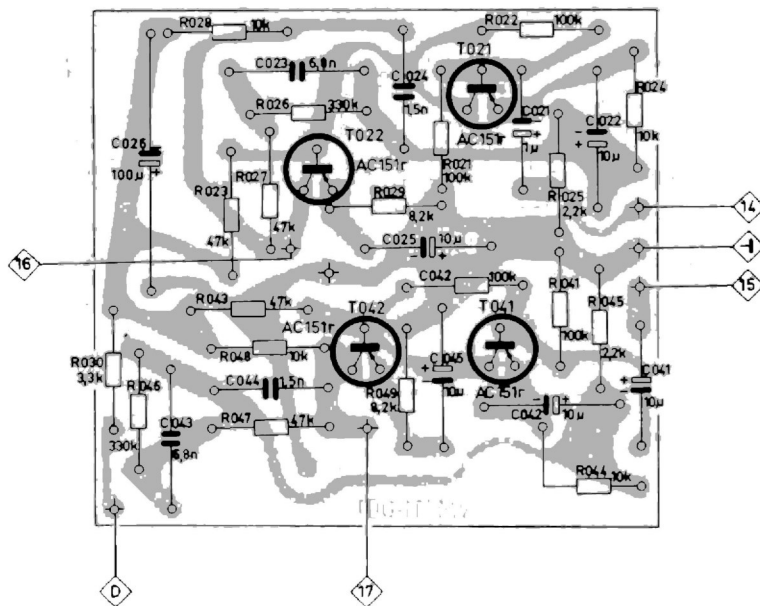 R028 10k
R022 100k
T021
C023 6,8n
C024
1,5n
R024
10k
R026 330k
T022
AC151r
C026
100µ
R023
47k
R027
47k
R021
100k
AC151r
C021
1µ
C022
10µ
R025
2,2k
R029
8,2k
14
C025 10µ
16
15
C042 100k
R041
100k
R045
2,2k
R043 47k
T042
AC151r
T041
R048 10k
R030
3,3k
R046
330k
C044 1,5n
R049
8,2k
C045
10µ
AC151r
C041
10µ
C042 10µ
C043
6,8n
R047 47k
R044 10k
D
17